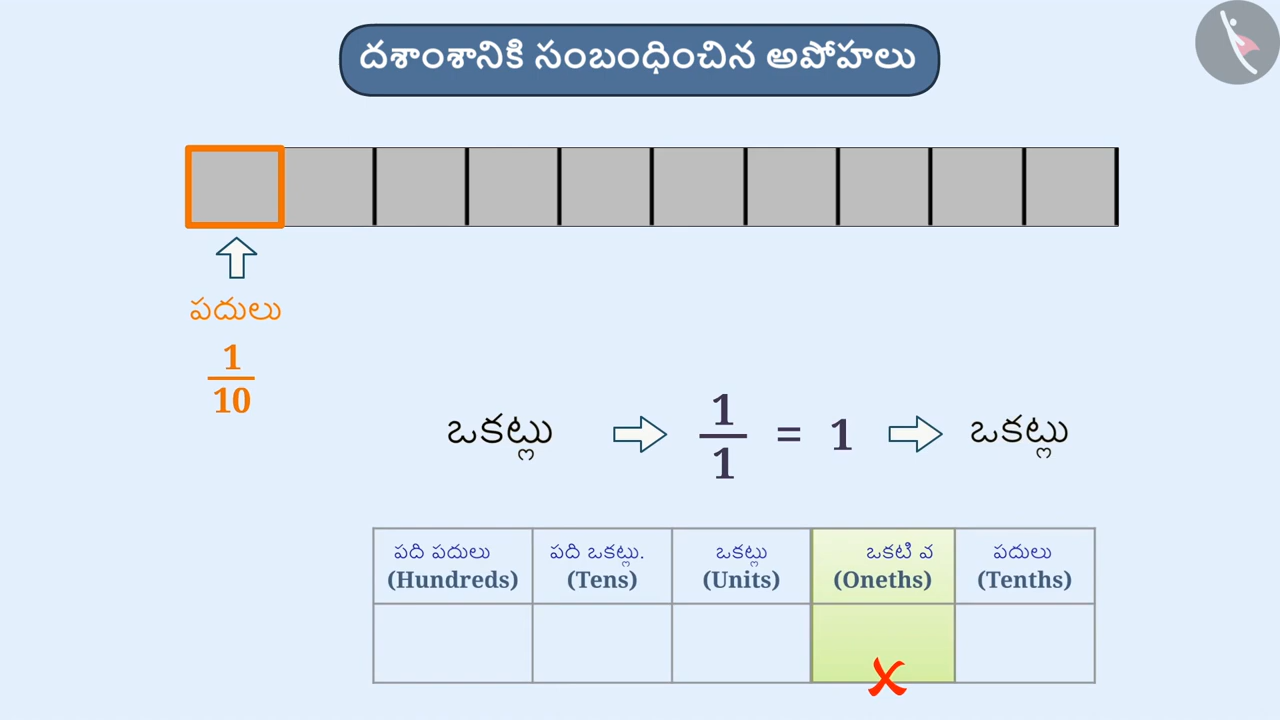 దశాంశానికి సంబంధించిన అపోహలు
పదులు
1
10
ఒకట్లు 1/1 = 1 ఒకట్లు
పది పదులు పది ఒకట్లు. ఒకట్లు ఒకటి వ పదులు
(Hundreds) (Tens) (Units) (Oneths) (Tenths)
x